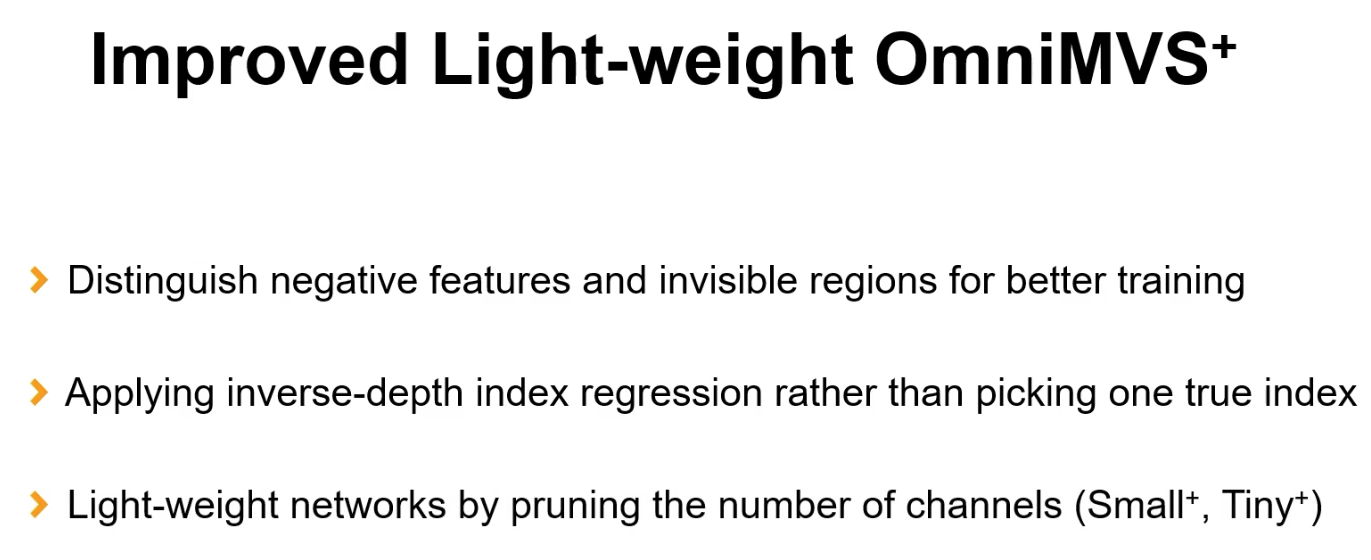 Improved Light-weight OmniMVS⁺
Distinguish negative features and invisible regions for better training
Applying inverse-depth index regression rather than picking one true index
Light-weight networks by pruning the number of channels (Small⁺, Tiny⁺)